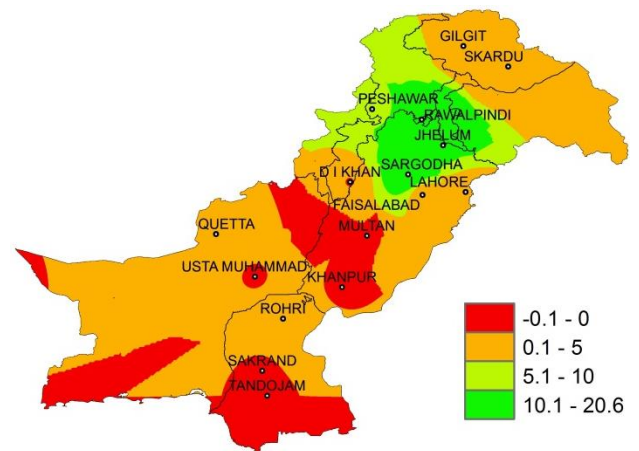 GILGIT
SKARDU
PESHAWAR
RAWALPINDI
JHELUM
SARGODHA
D I KHAN
LAHORE
FAISALABAD
QUETTA
MULTAN
USTA MUHAMMAD
KHANPUR
ROHRI
SAKRAND
TANDOJAM
-0.1 - 0
0.1 - 5
5.1 - 10
10.1 - 20.6